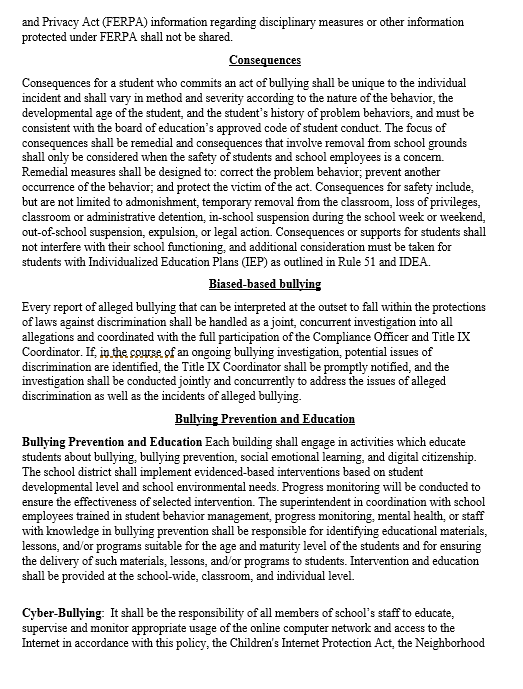 and Privacy Act (FERPA) information regarding disciplinary measures or other information
protected under FERPA shall not be shared.
Consequences
Consequences for a student who commits an act of bullying shall be unique to the individual
incident and shall vary in method and severity according to the nature of the behavior, the
developmental age of the student, and the student's history of problem behaviors, and must be
consistent with the board of education's approved code of student conduct. The focus of
consequences shall be remedial and consequences that involve removal from school grounds
shall only be considered when the safety of students and school employees is a concern.
Remedial measures shall be designed to: correct the problem behavior; prevent another
occurrence of the behavior; and protect the victim of the act. Consequences for safety include,
but are not limited to admonishment, temporary removal from the classroom, loss of privileges,
classroom or administrative detention, in-school suspension during the school week or weekend,
out-of-school suspension, expulsion, or legal action. Consequences or supports for students shall
not interfere with their school functioning, and additional consideration must be taken for
students with Individualized Education Plans (IEP) as outlined in Rule 51 and IDEA.
Biased-based bullying
Every report of alleged bullying that can be interpreted at the outset to fall within the protections
of laws against discrimination shall be handled as a joint, concurrent investigation into all
allegations and coordinated with the full participation of the Compliance Officer and Title IX
Coordinator. If, in the course of an ongoing bullying investigation, potential issues of
discrimination are identified, the Title IX Coordinator shall be promptly notified, and the
investigation shall be conducted jointly and concurrently to address the issues of alleged
discrimination as well as the incidents of alleged bullying.
Bullying Prevention and Education
Bullying Prevention and Education Each building shall engage in activities which educate
students about bullying, bullying prevention, social emotional learning, and digital citizenship.
The school district shall implement evidenced-based interventions based on student
developmental level and school environmental needs. Progress monitoring will be conducted to
ensure the effectiveness of selected intervention. The superintendent in coordination with school
employees trained in student behavior management, progress monitoring, mental health, or staff
with knowledge in bullying prevention shall be responsible for identifying educational materials,
lessons, and/or programs suitable for the age and maturity level of the students and for ensuring
the delivery of such materials, lessons, and/or programs to students. Intervention and education
shall be provided at the school-wide, classroom, and individual level.
Cyber-Bullying: It shall be the responsibility of all members of school's staff to educate,
supervise and monitor appropriate usage of the online computer network and access to the
Internet in accordance with this policy, the Children's Internet Protection Act, the Neighborhood